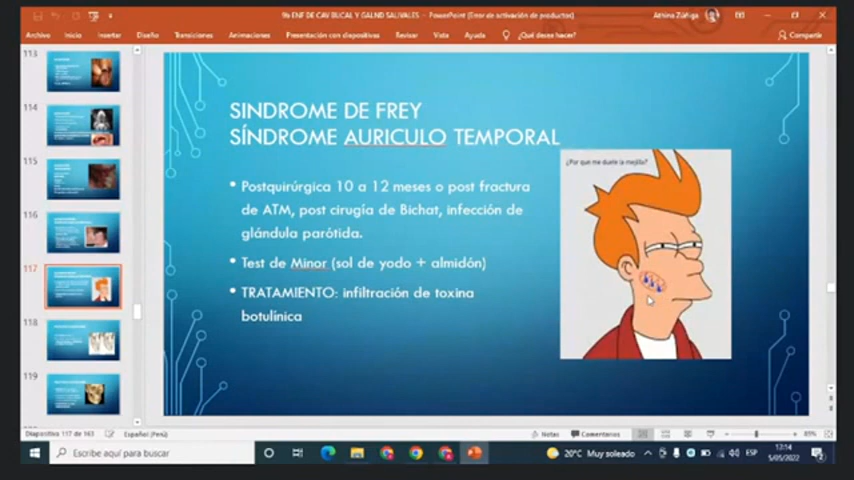 9a ENF DE CAV BUCAL Y GALND SALIVALES - PowerPoint (Error de activación de productos)
Athina Zúñiga
Archivo Inicio Insertar Diseño Transiciones Animaciones Presentación con diapositivas Revisar Vista Ayuda ¿Qué desea hacer? Compartir
113
114
115
116
117
118
119
SINDROME DE FREY
SÍNDROME AURICULO TEMPORAL
¿Por que me duele la mejilla?
• Postquirúrgica 10 a 12 meses o post fractura
de ATM, post cirugía de Bichat, infección de
glándula parótida.
• Test de Minor (sol de yodo + almidón)
• TRATAMIENTO: infiltración de toxina
botulínica
Diapositiva 117 de 163 Español (Perú) Notas Comentarios 85%
Escribe aquí para buscar 20°C Muy soleado ESP 12:14
5/05/2022